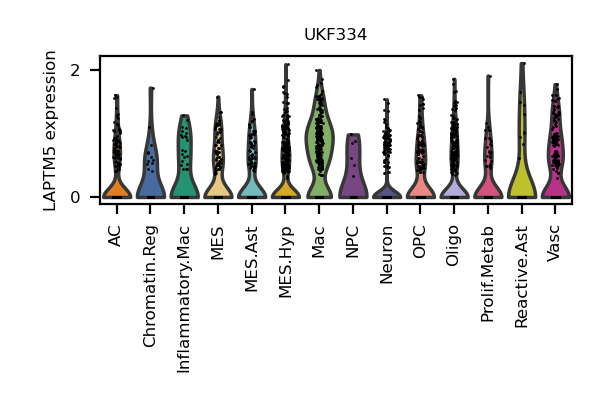 UKF334
LAPTM5 expression
2
0
AC
Chromatin.Reg
Inflammatory.Mac
MES
MES.Ast
MES.Hyp
Mac
NPC
Neuron
OPC
Oligo
Prolif.Metab
Reactive.Ast
Vasc